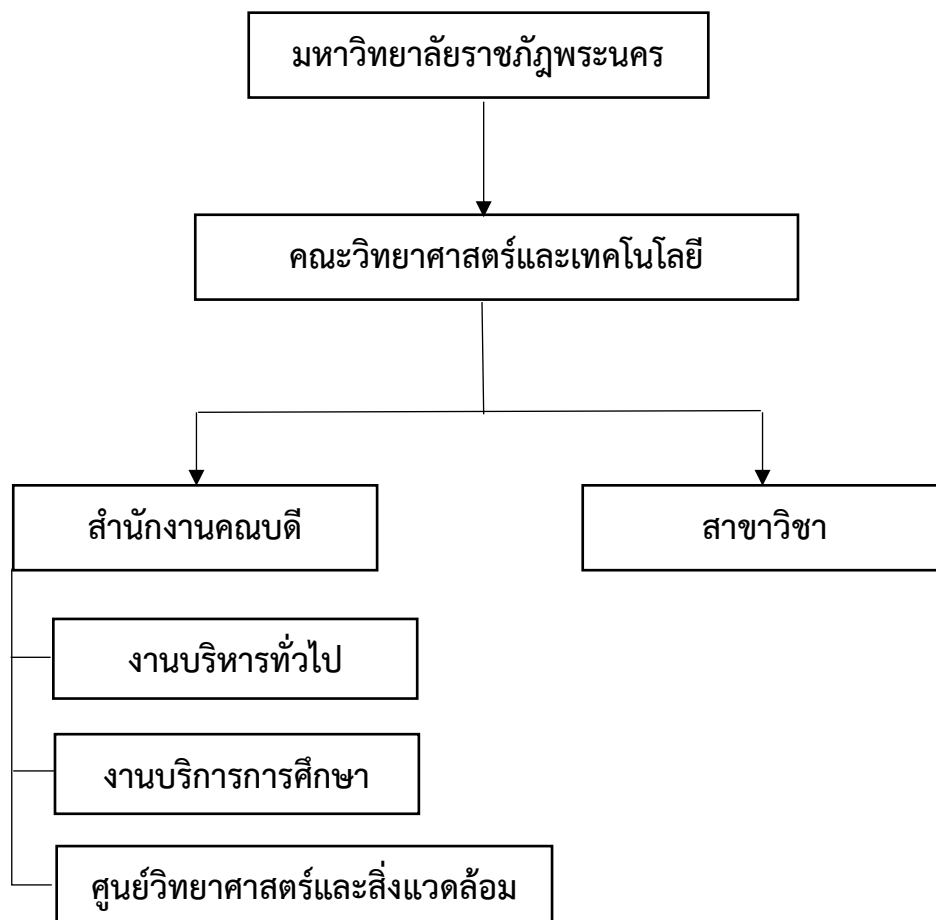 มหาวิทยาลัยราชภัฏพระนคร
คณะวิทยาศาสตร์และเทคโนโลยี
สำนักงานคณบดี
สาขาวิชา
งานบริหารทั่วไป
งานบริการการศึกษา
ศูนย์วิทยาศาสตร์และสิ่งแวดล้อม